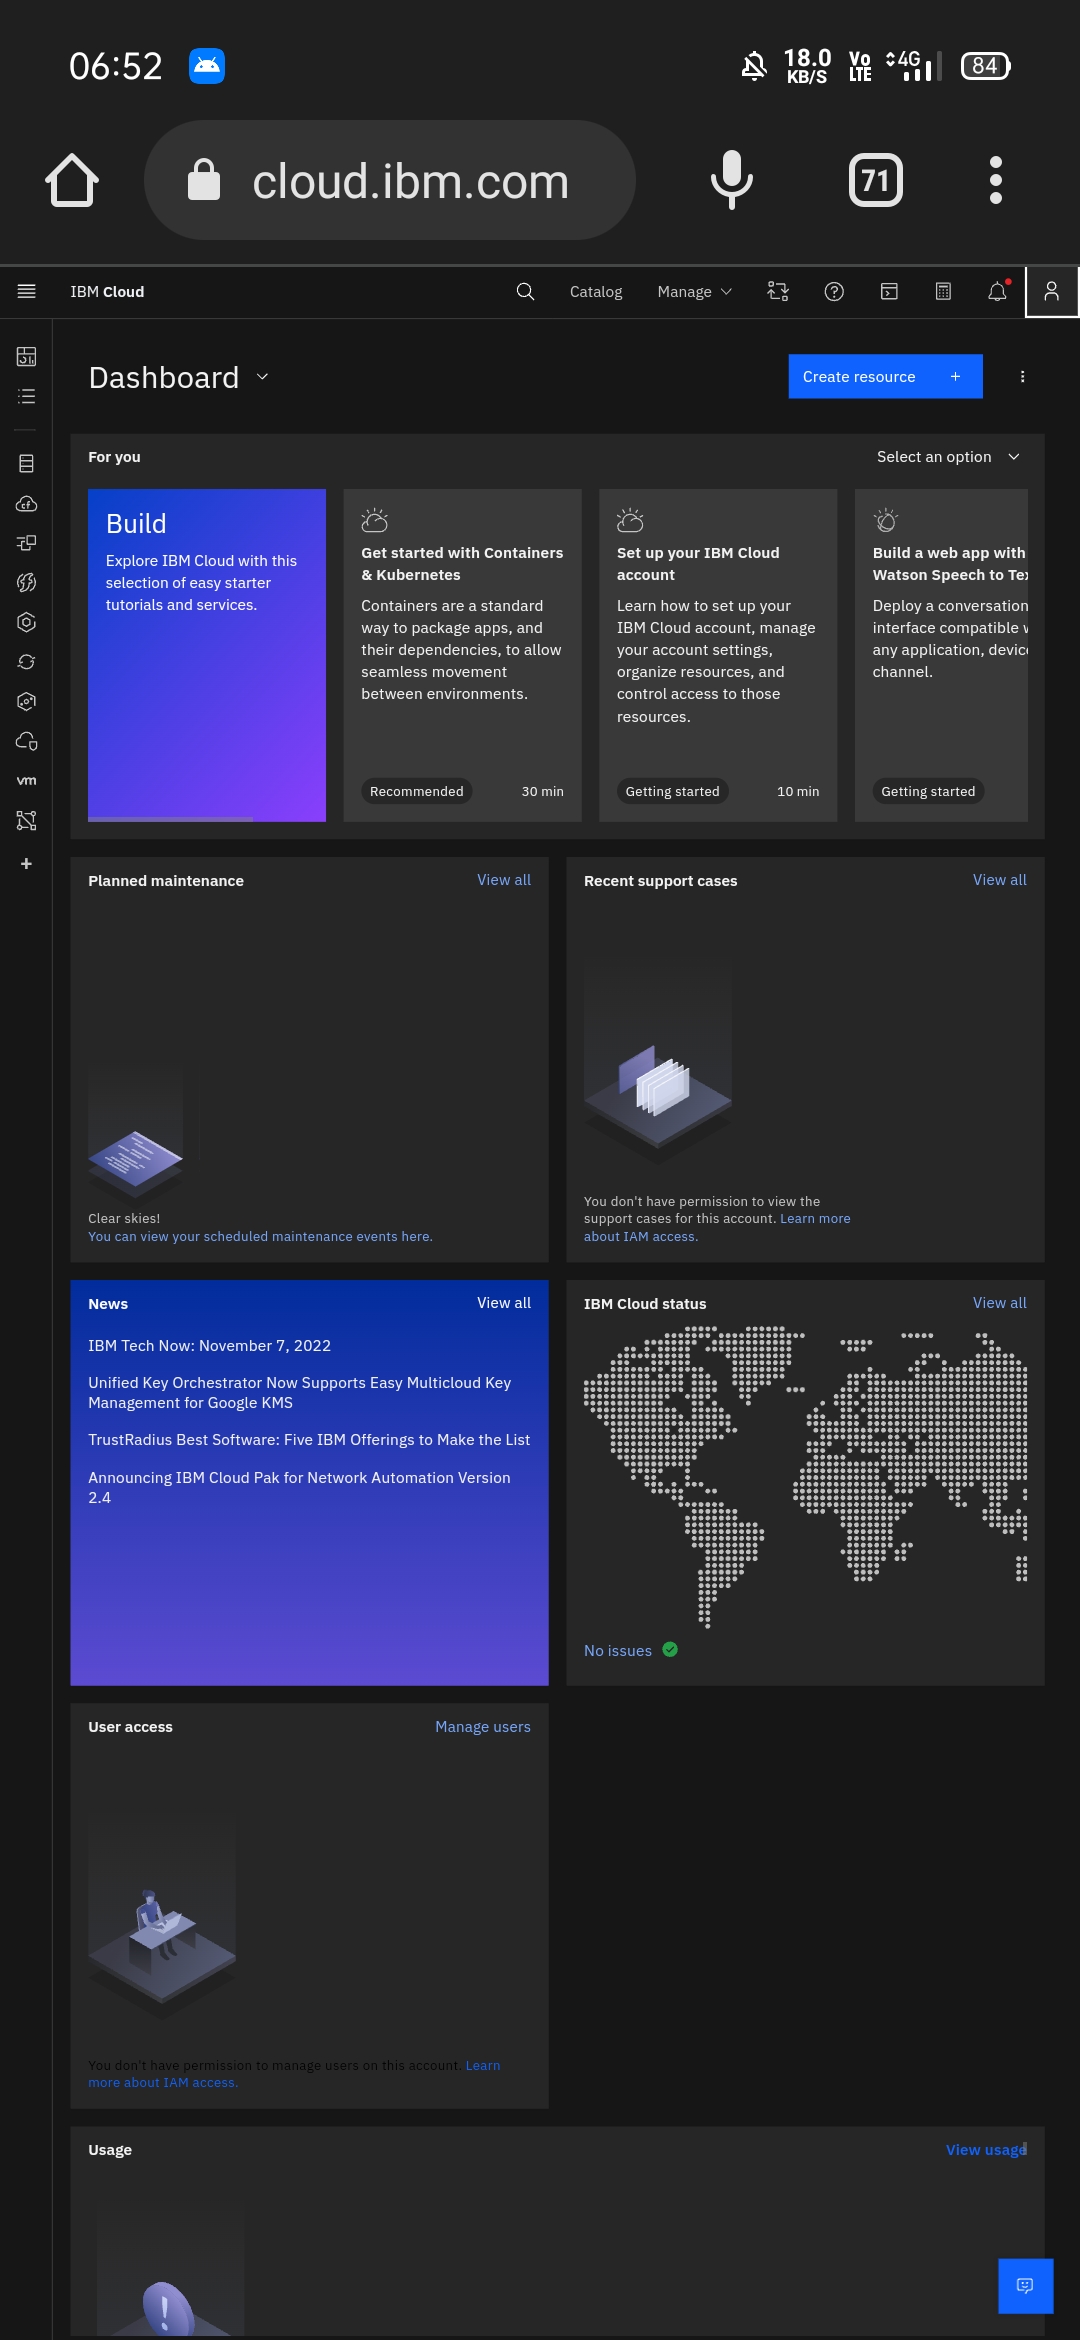 06:52
18.0
KB/S
Vo
LTE
4G
84
cloud.ibm.com
71
IBM Cloud
Catalog
Manage
Dashboard
Create resource +
For you
Select an option
Build
Explore IBM Cloud with this
selection of easy starter
tutorials and services.
Get started with Containers
& Kubernetes
Containers are a standard
way to package apps, and
their dependencies, to allow
seamless movement
between environments.
Recommended
30 min
Set up your IBM Cloud
account
Learn how to set up your
IBM Cloud account, manage
your account settings,
organize resources, and
control access to those
resources.
Getting started
10 min
Build a web app with
Watson Speech to Tex
Deploy a conversation
interface compatible w
any application, device
channel.
Getting started
cf
vm
+
Planned maintenance
View all
Clear skies!
You can view your scheduled maintenance events here.
Recent support cases
View all
You don't have permission to view the
support cases for this account. Learn more
about IAM access.
News
View all
IBM Tech Now: November 7, 2022
Unified Key Orchestrator Now Supports Easy Multicloud Key
Management for Google KMS
TrustRadius Best Software: Five IBM Offerings to Make the List
Announcing IBM Cloud Pak for Network Automation Version
2.4
IBM Cloud status
View all
No issues
User access
Manage users
You don't have permission to manage users on this account. Learn
more about IAM access.
Usage
View usage